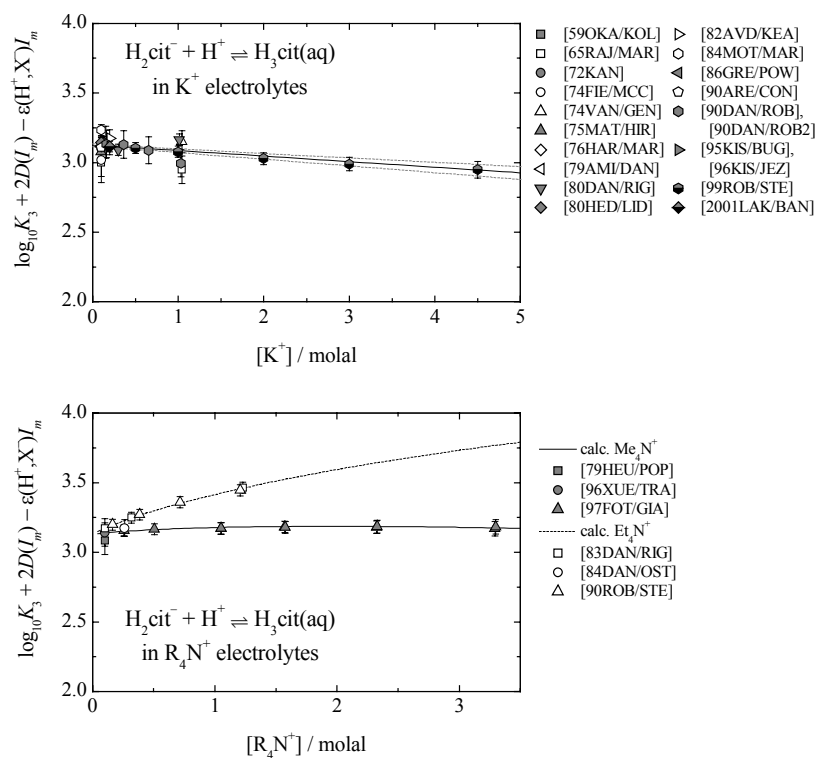 H₂cit⁻ + H⁺ ⇌ H₃cit(aq)
in K⁺ electrolytes
log₁₀K₃ + 2D(Iₘ) − ε(H⁺,X⁻)Iₘ
4.0
3.5
3.0
2.5
2.0
0 1 2 3 4 5
[K⁺] / molal
[59OKA/KOL]
[65RAJ/MAR]
[72KAN]
[74FIE/MCC]
[74VAN/GEN]
[75MAT/HIR]
[76HAR/MAR]
[79AMI/DAN]
[80DAN/RIG]
[80HED/LID]
[82AVD/KEA]
[84MOT/MAR]
[86GRE/POW]
[90ARE/CON]
[90DAN/ROB],
[90DAN/ROB2]
[95KIS/BUG],
[96KIS/JEZ]
[99ROB/STE]
[2001LAK/BAN]
log₁₀K₃ + 2D(Iₘ) − ε(H⁺,X⁻)Iₘ
4.0
3.5
3.0
2.5
2.0
H₂cit⁻ + H⁺ ⇌ H₃cit(aq)
in R₄N⁺ electrolytes
0 1 2 3
[R₄N⁺] / molal
calc. Me₄N⁺
[79HEU/POP]
[96XUE/TRA]
[97FOT/GIA]
calc. Et₄N⁺
[83DAN/RIG]
[84DAN/OST]
[90ROB/STE]